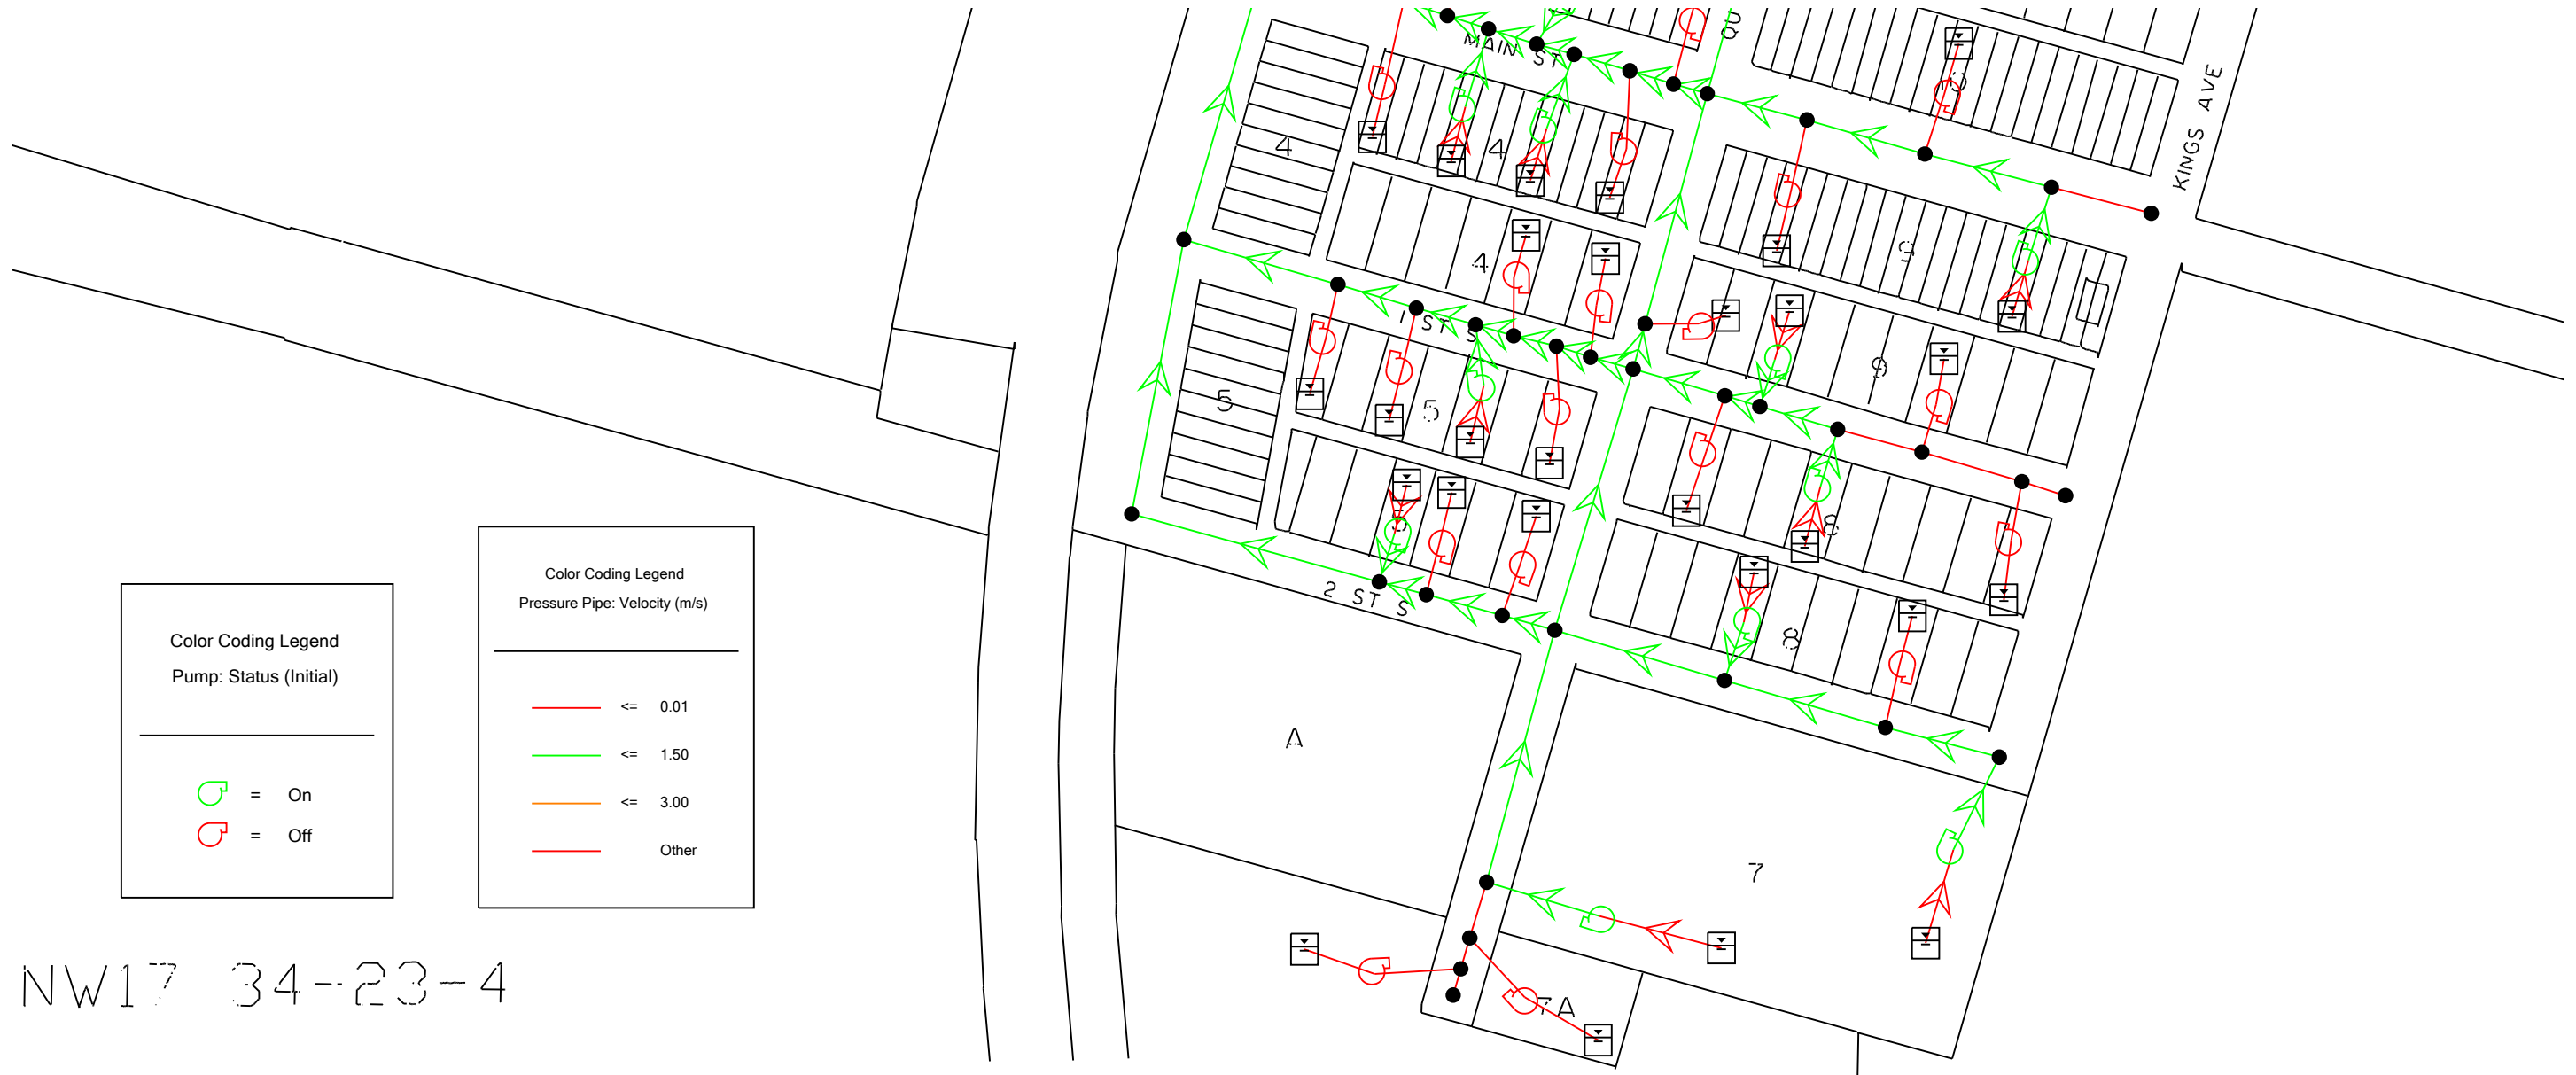 MAIN ST
QU
KINGS AVE
4
4
4
9
1 ST S
9
5
5
5
8
8
2 ST S
A
7
7A
Color Coding Legend
Pump: Status (Initial)
= On
= Off
Color Coding Legend
Pressure Pipe: Velocity (m/s)
<= 0.01
<= 1.50
<= 3.00
Other
NW17 34-23-4